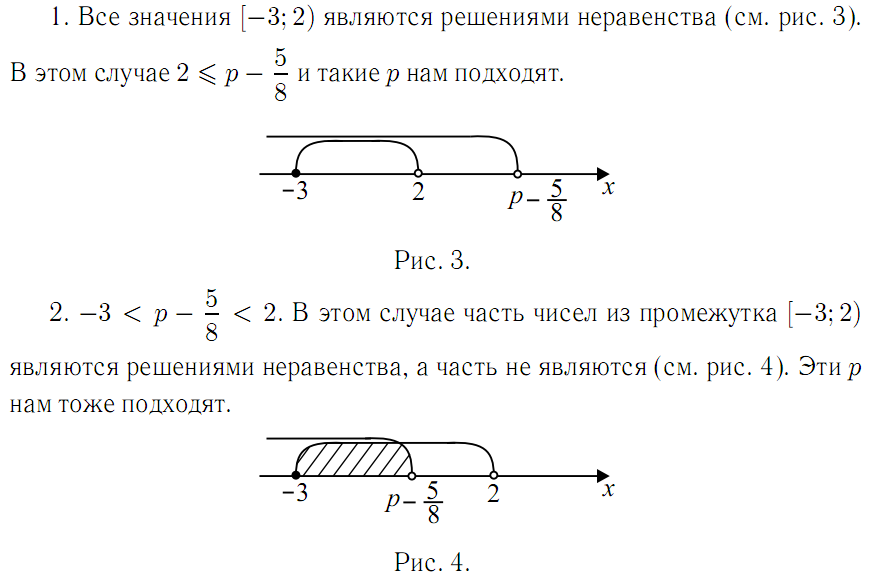 1. Все значения [−3; 2) являются решениями неравенства (см. рис. 3).
В этом случае 2 ⩽ p − 5/8 и такие p нам подходят.
−3 2 p − 5/8 x
Рис. 3.
2. −3 < p − 5/8 < 2. В этом случае часть чисел из промежутка [−3; 2)
являются решениями неравенства, а часть не являются (см. рис. 4). Эти p
нам тоже подходят.
−3 p − 5/8 2 x
Рис. 4.